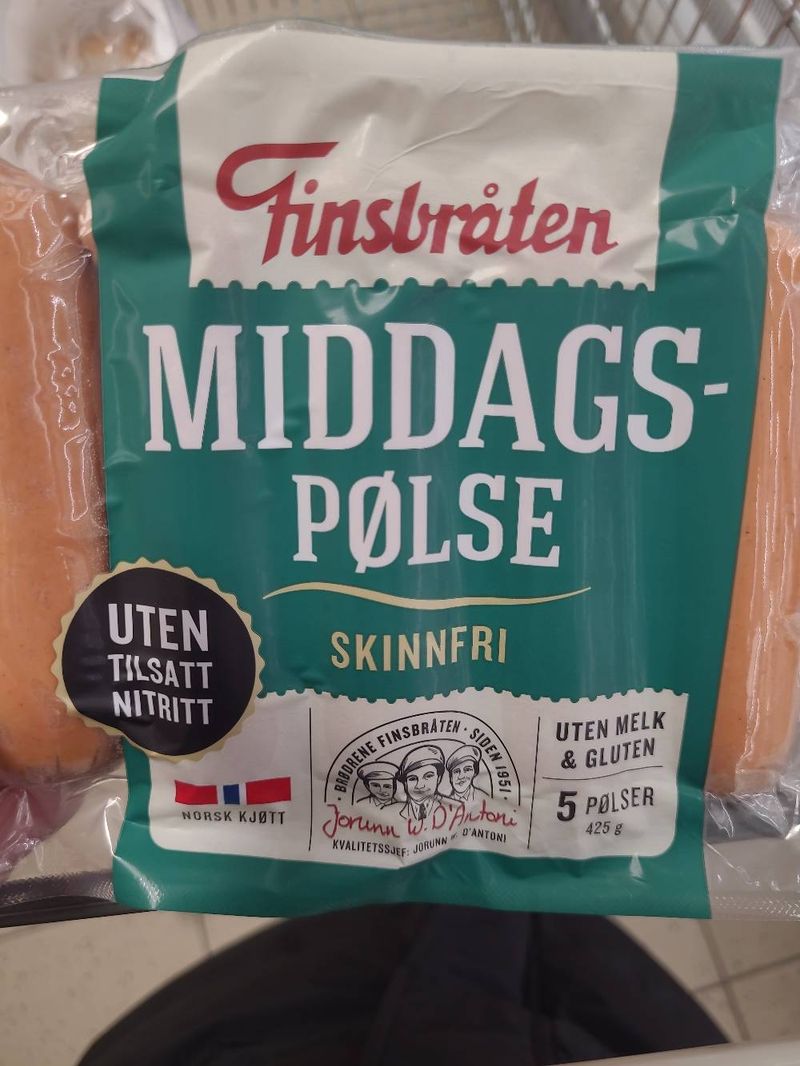 Finsbråten
MIDDAGS-
PØLSE
SKINNFRI
UTEN
TILSATT
NITRITT
NORSK KJØTT
BRØDRENE FINSBRÅTEN · SIDEN 1951 ·
Jorunn W. D'Antoni
KVALITETSSJEF: JORUNN W. D'ANTONI
UTEN MELK
& GLUTEN
5 PØLSER
425 g